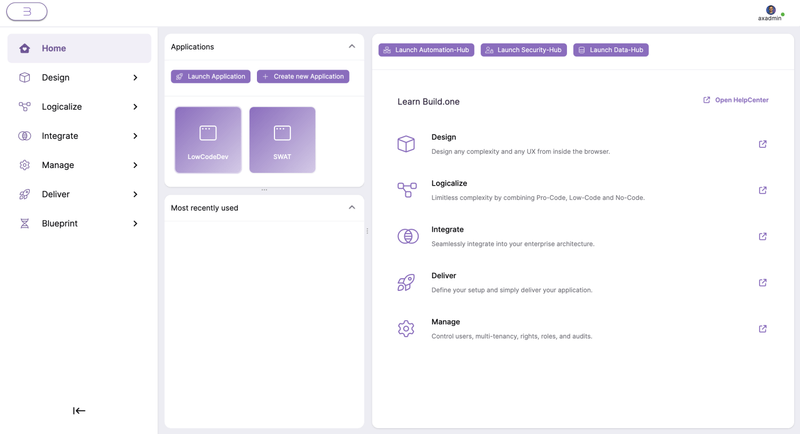 axadmin
Home
Design
Logicalize
Integrate
Manage
Deliver
Blueprint
Applications
Launch Application
Create new Application
LowCodeDev
SWAT
Most recently used
Launch Automation-Hub
Launch Security-Hub
Launch Data-Hub
Learn Build.one
Open HelpCenter
Design
Design any complexity and any UX from inside the browser.
Logicalize
Limitless complexity by combining Pro-Code, Low-Code and No-Code.
Integrate
Seamlessly integrate into your enterprise architecture.
Deliver
Define your setup and simply deliver your application.
Manage
Control users, multi-tenancy, rights, roles, and audits.